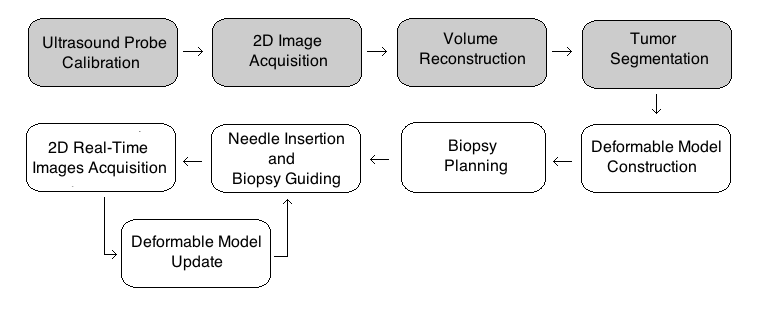 Ultrasound Probe
Calibration
2D Image
Acquisition
Volume
Reconstruction
Tumor
Segmentation
Deformable Model
Construction
Biopsy
Planning
Needle Insertion
and
Biopsy Guiding
2D Real-Time
Images Acquisition
Deformable Model
Update